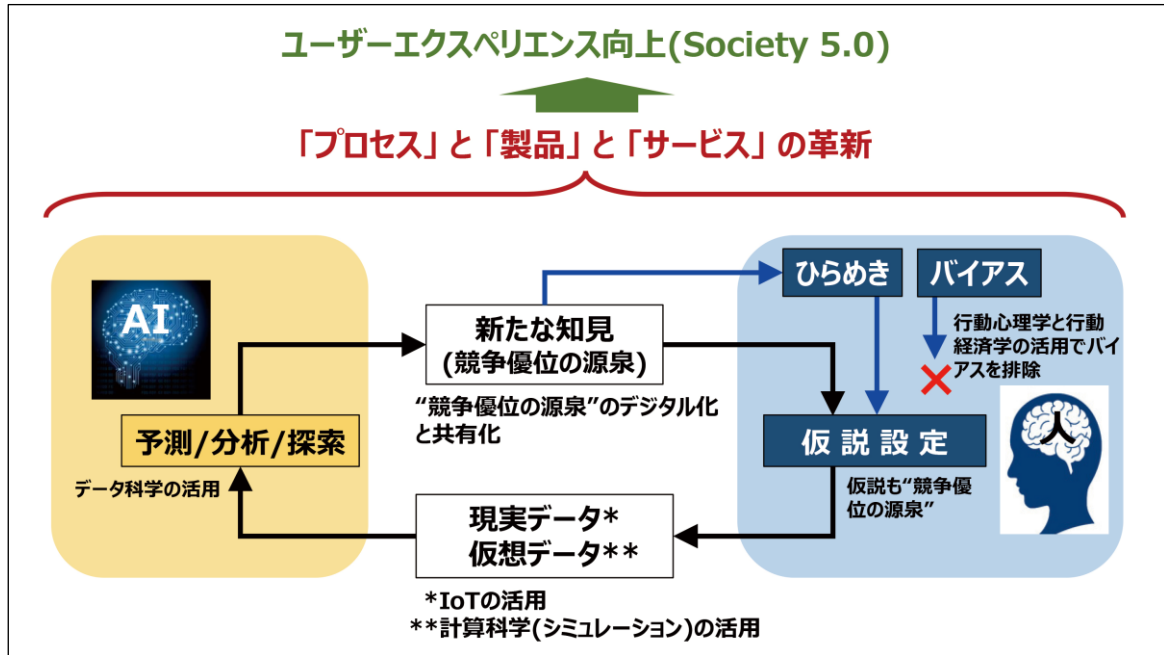 ユーザーエクスペリエンス向上(Society 5.0)
「プロセス」と「製品」と「サービス」の革新
AI
予測/分析/探索
データ科学の活用
新たな知見
(競争優位の源泉)
“競争優位の源泉”のデジタル化
と共有化
現実データ*
仮想データ**
*IoTの活用
**計算科学(シミュレーション)の活用
ひらめき
バイアス
行動心理学と行動
経済学の活用でバイ
アスを排除
仮説設定
仮説も“競争優
位の源泉”
人